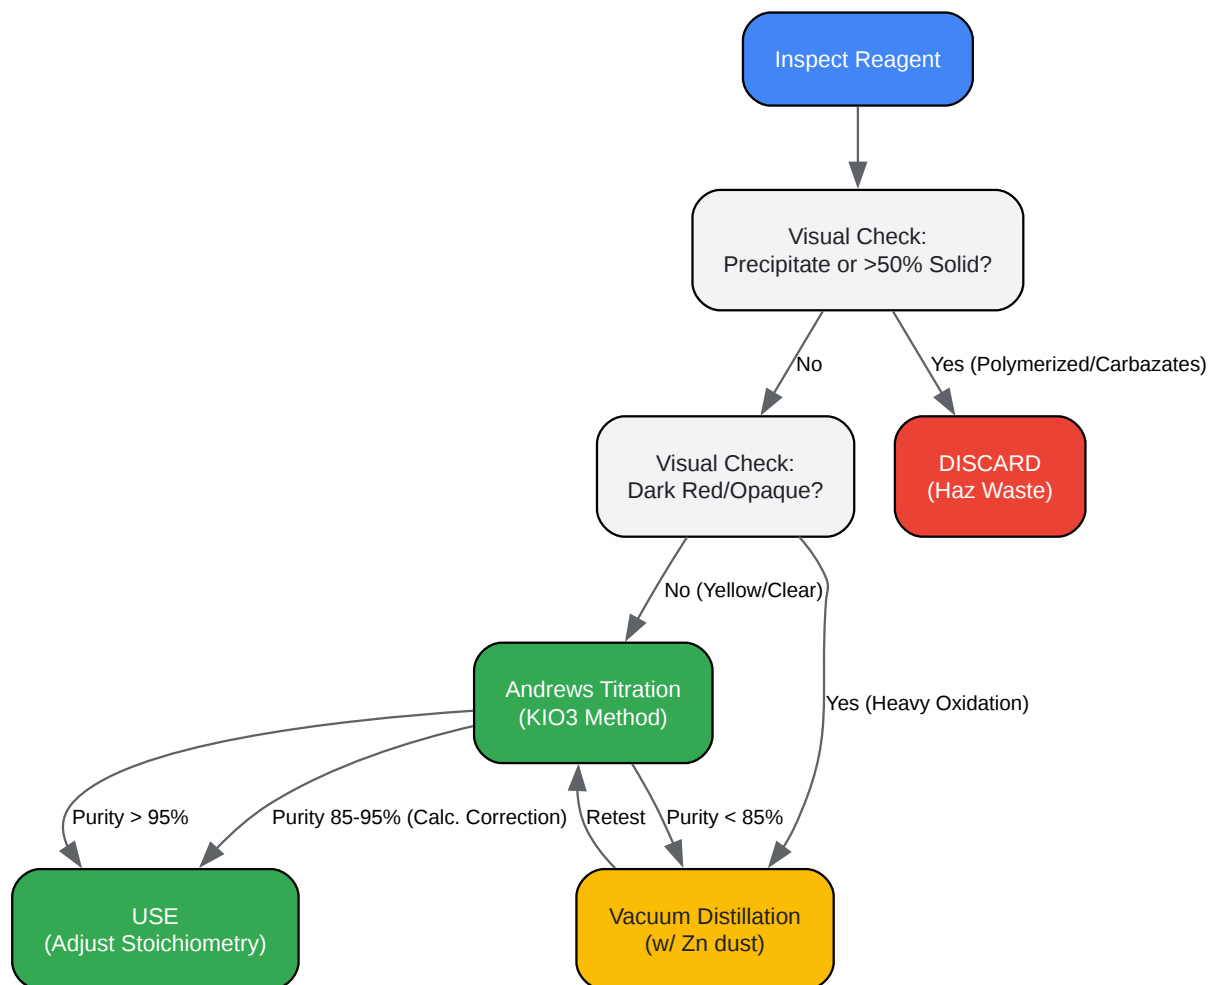 Inspect Reagent
Visual Check:
Precipitate or >50% Solid?
No
Yes (Polymerized/Carbazates)
Visual Check:
Dark Red/Opaque?
DISCARD
(Haz Waste)
No (Yellow/Clear)
Andrews Titration
(KIO3 Method)
Yes (Heavy Oxidation)
Purity > 95%
Purity 85-95% (Calc. Correction)
Retest
Purity < 85%
USE
(Adjust Stoichiometry)
Vacuum Distillation
(w/ Zn dust)